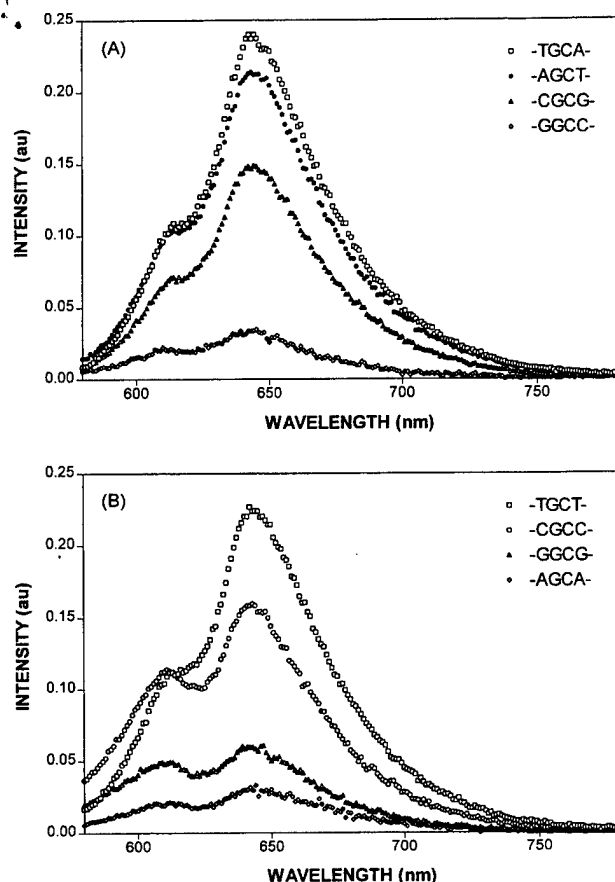 (A)
-TGCA-
-AGCT-
-CGCG-
-GGCC-
INTENSITY (au)
0.25
0.20
0.15
0.10
0.05
0.00
600
650
700
750
WAVELENGTH (nm)
(B)
-TGCT-
-CGCC-
-GGCG-
-AGCA-
INTENSITY (au)
0.25
0.20
0.15
0.10
0.05
0.00
600
650
700
750
WAVELENGTH (nm)